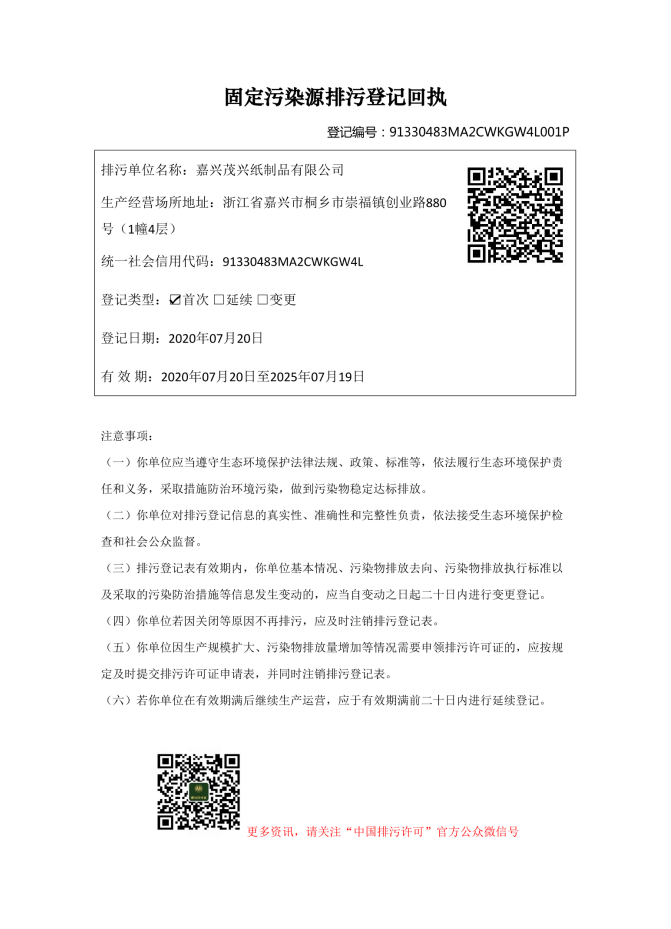 固定污染源排污登记回执
登记编号：91330483MA2CWKGW4L001P
排污单位名称：嘉兴茂兴纸制品有限公司
生产经营场所地址：浙江省嘉兴市桐乡市崇福镇创业路880
号（1幢4层）
统一社会信用代码：91330483MA2CWKGW4L
登记类型：☑首次 □延续 □变更
登记日期：2020年07月20日
有 效 期：2020年07月20日至2025年07月19日
注意事项：
（一）你单位应当遵守生态环境保护法律法规、政策、标准等，依法履行生态环境保护责
任和义务，采取措施防治环境污染，做到污染物稳定达标排放。
（二）你单位对排污登记信息的真实性、准确性和完整性负责，依法接受生态环境保护检
查和社会公众监督。
（三）排污登记表有效期内，你单位基本情况、污染物排放去向、污染物排放执行标准以
及采取的污染防治措施等信息发生变动的，应当自变动之日起二十日内进行变更登记。
（四）你单位若因关闭等原因不再排污，应及时注销排污登记表。
（五）你单位因生产规模扩大、污染物排放量增加等情况需要申领排污许可证的，应按规
定及时提交排污许可证申请表，并同时注销排污登记表。
（六）若你单位在有效期满后继续生产运营，应于有效期满前二十日内进行延续登记。
更多资讯，请关注“中国排污许可”官方公众微信号